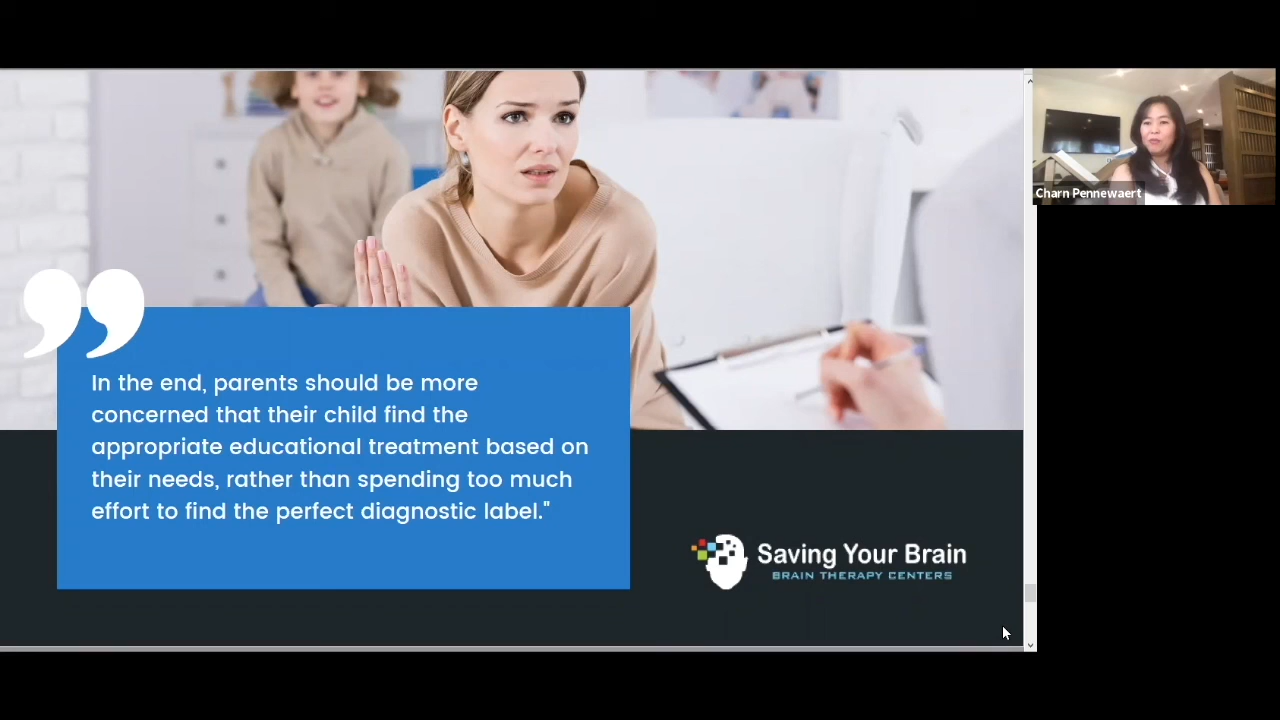 Charn Pennewaert
In the end, parents should be more
concerned that their child find the
appropriate educational treatment based on
their needs, rather than spending too much
effort to find the perfect diagnostic label."
Saving Your Brain
BRAIN THERAPY CENTERS